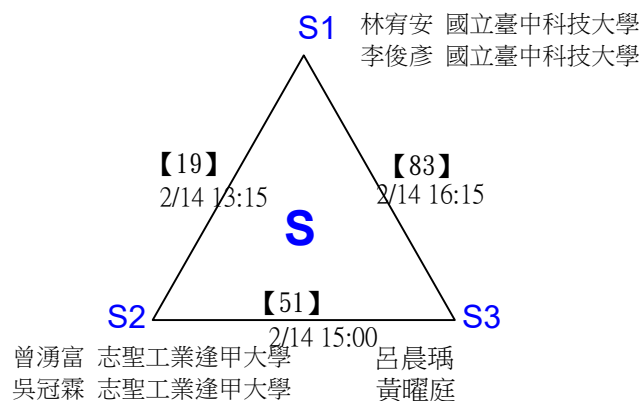 S1
林宥安 國立臺中科技大學
李俊彥 國立臺中科技大學
【19】
2/14 13:15
【83】
2/14 16:15
S
【51】
2/14 15:00
S2
S3
曾湧富 志聖工業逢甲大學
吳冠霖 志聖工業逢甲大學
呂晨瑀
黃曜庭